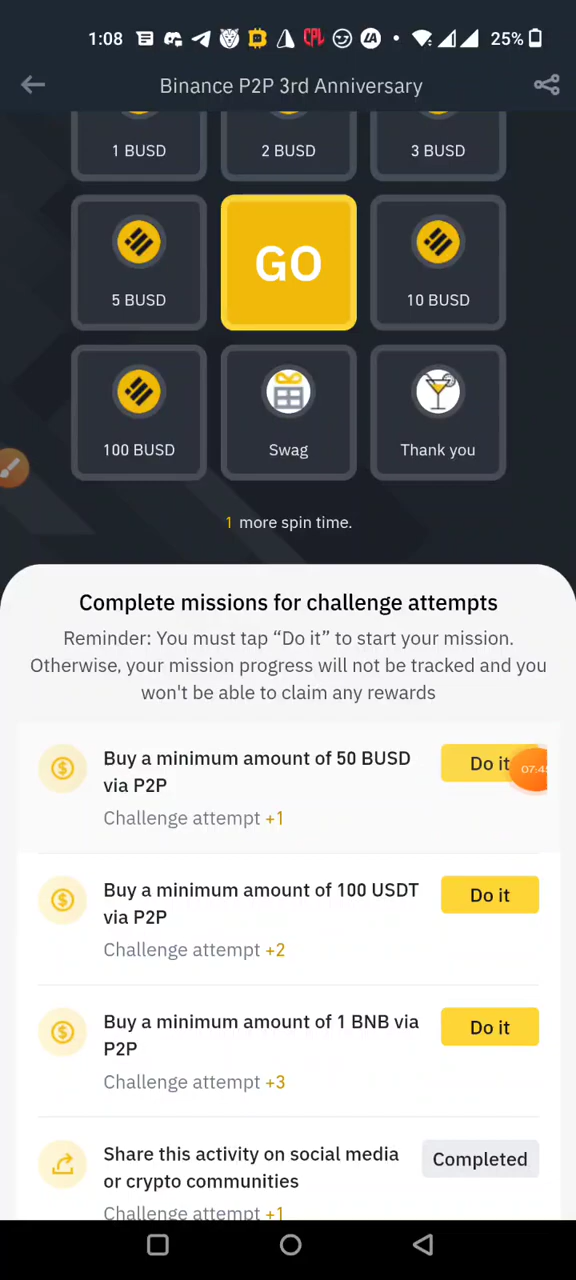 1:08
CPL
LA
25%
Binance P2P 3rd Anniversary
1 BUSD
2 BUSD
3 BUSD
GO
5 BUSD
10 BUSD
100 BUSD
Swag
Thank you
1 more spin time.
Complete missions for challenge attempts
Reminder: You must tap “Do it” to start your mission.
Otherwise, your mission progress will not be tracked and you
won't be able to claim any rewards
Buy a minimum amount of 50 BUSD
via P2P
Do it
Challenge attempt +1
Buy a minimum amount of 100 USDT
via P2P
Do it
Challenge attempt +2
Buy a minimum amount of 1 BNB via
P2P
Do it
Challenge attempt +3
Share this activity on social media
or crypto communities
Completed
Challenge attempt +1